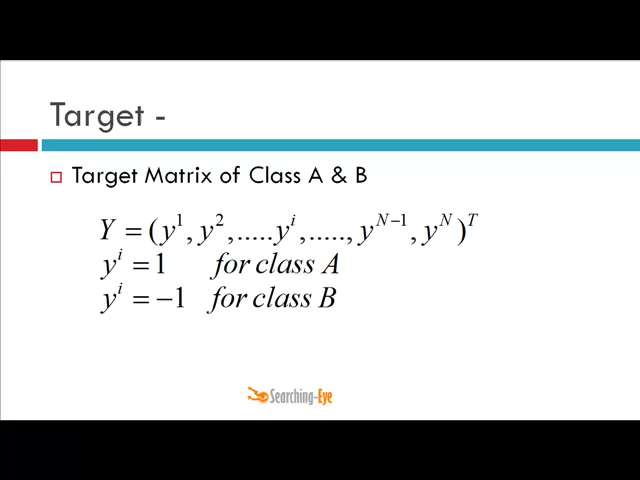 Target -
Target Matrix of Class A & B
Y = (y^1, y^2, ..... y^i, ....., y^{N-1}, y^N)^T
y^i = 1 for class A
y^i = -1 for class B
Searching-Eye